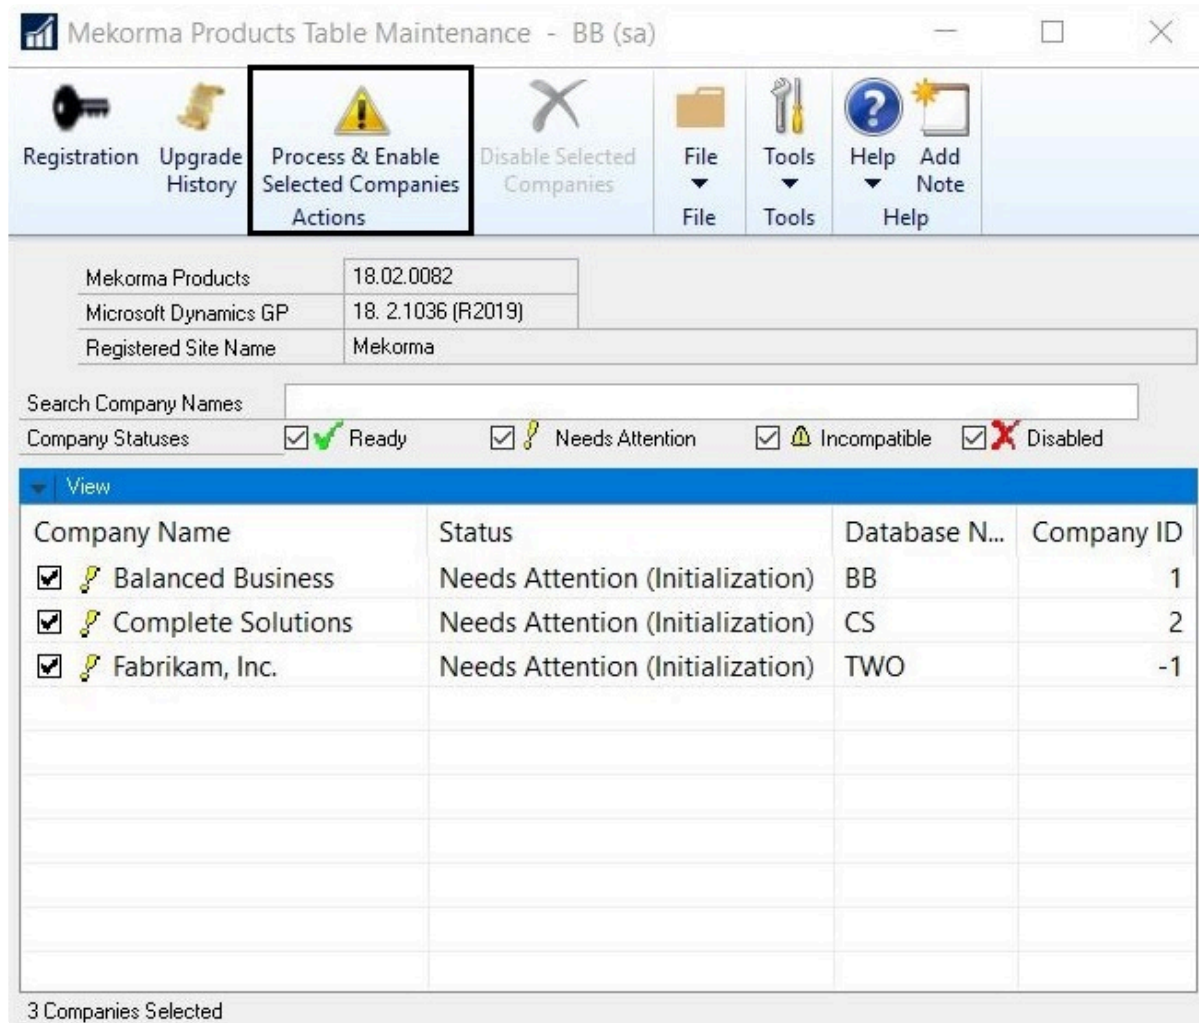 Mekorma Products Table Maintenance - BB (sa)
Registration
Upgrade
History
Process & Enable
Selected Companies
Actions
Disable Selected
Companies
File
File
Tools
Tools
Help
Add
Note
Help
Mekorma Products 18.02.0082
Microsoft Dynamics GP 18. 2.1036 (R2019)
Registered Site Name Mekorma
Search Company Names
Company Statuses Ready Needs Attention Incompatible Disabled
View
Company Name Status Database N... Company ID
Balanced Business Needs Attention (Initialization) BB 1
Complete Solutions Needs Attention (Initialization) CS 2
Fabrikam, Inc. Needs Attention (Initialization) TWO -1
3 Companies Selected